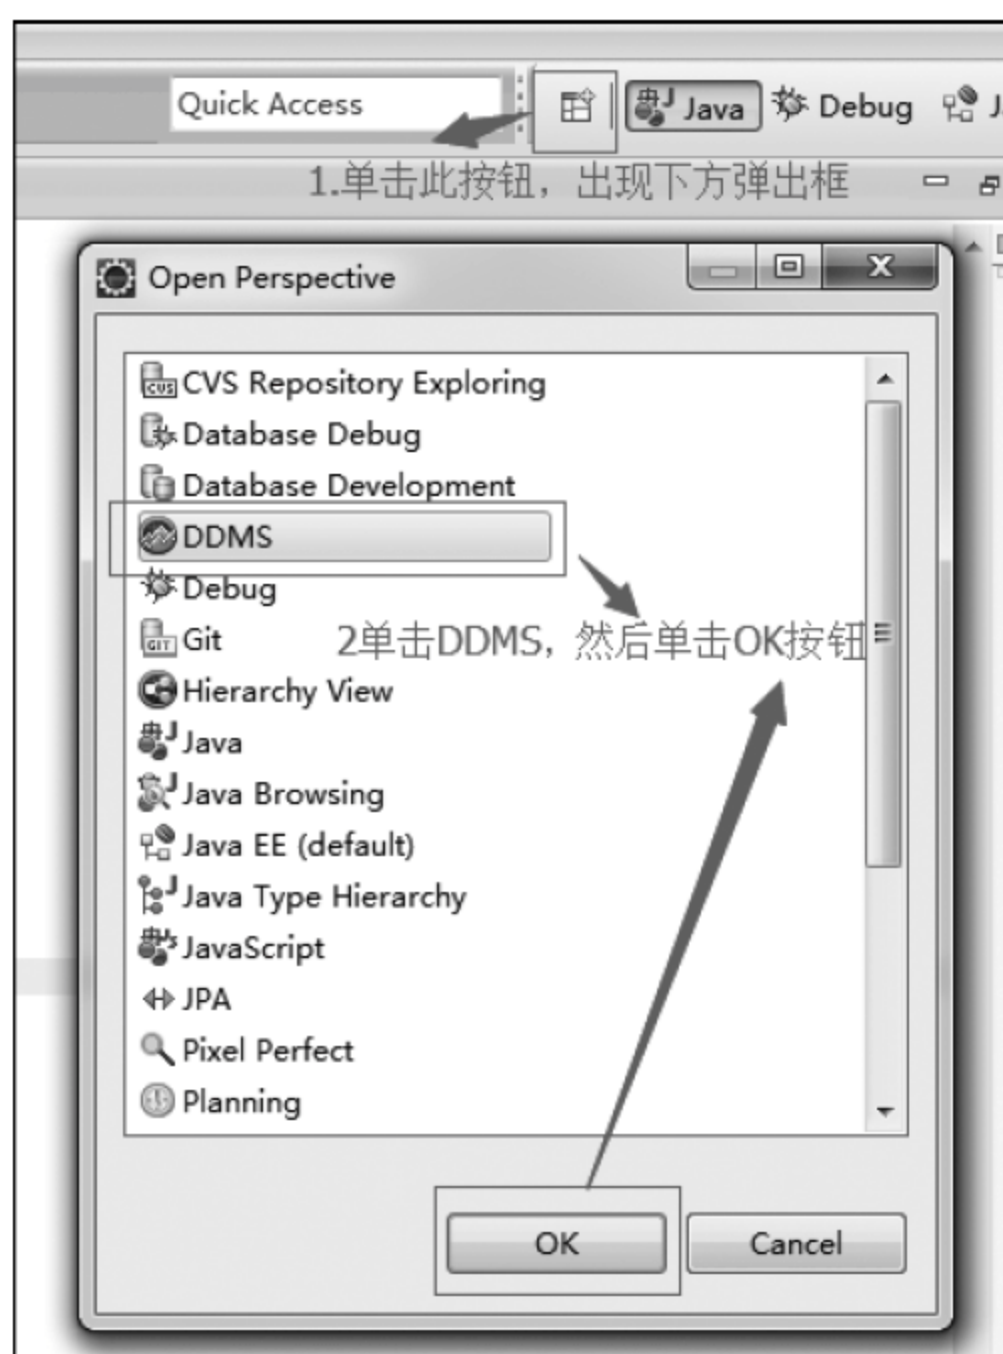 Quick Access
Java
Debug
J
1.单击此按钮，出现下方弹出框
Open Perspective
CVS Repository Exploring
Database Debug
Database Development
DDMS
Debug
Git
2单击DDMS，然后单击OK按钮
Hierarchy View
Java
Java Browsing
Java EE (default)
Java Type Hierarchy
JavaScript
JPA
Pixel Perfect
Planning
OK
Cancel